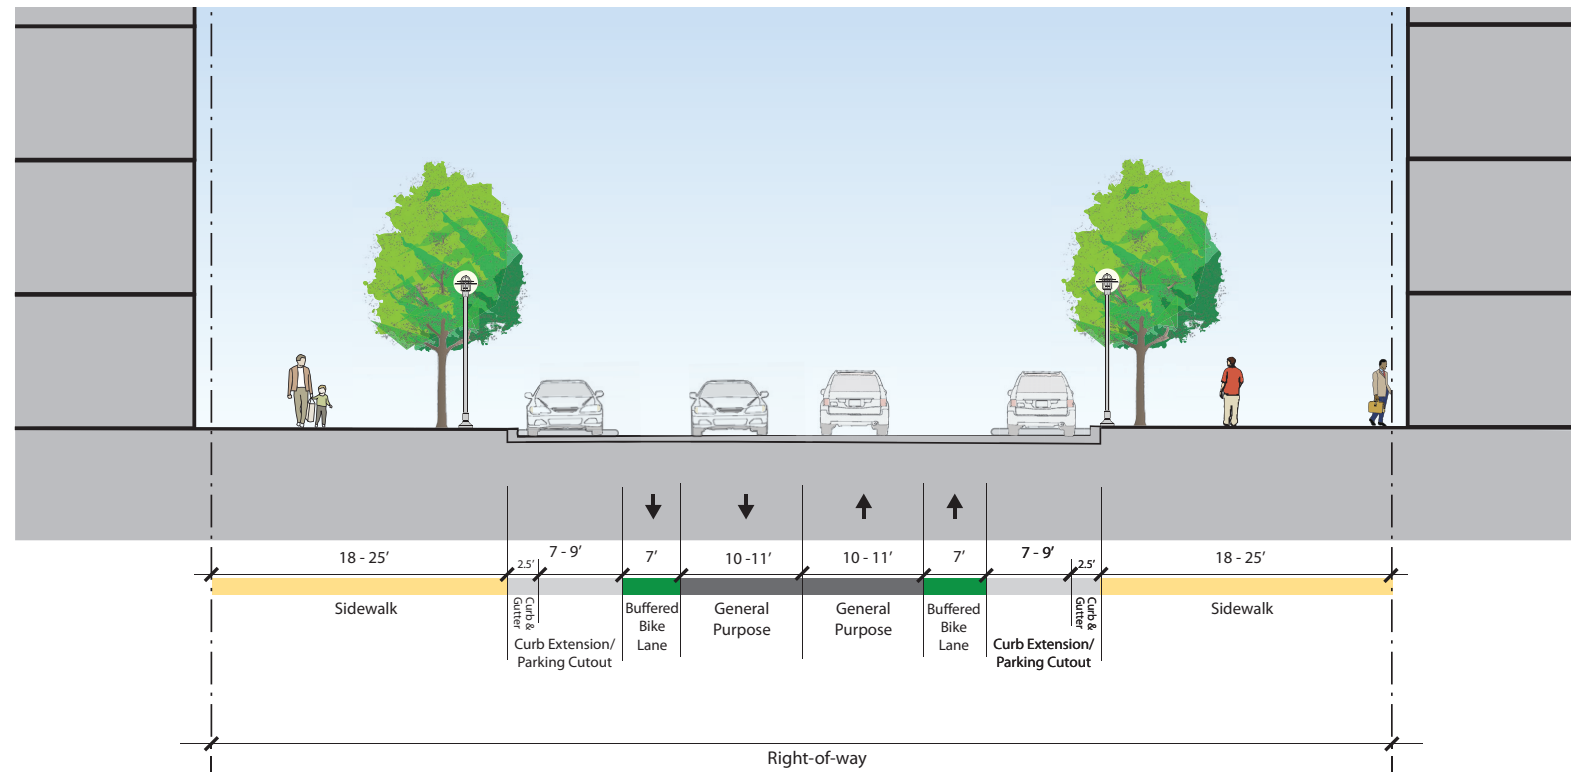 18 - 25’
2.5’
7 - 9’
7’
10 -11’
10 - 11’
7’
7 - 9’
2.5’
18 - 25’
Sidewalk
Curb &
Gutter
Curb Extension/
Parking Cutout
Buffered
Bike
Lane
General
Purpose
General
Purpose
Buffered
Bike
Lane
Curb Extension/
Parking Cutout
Curb &
Gutter
Sidewalk
Right-of-way